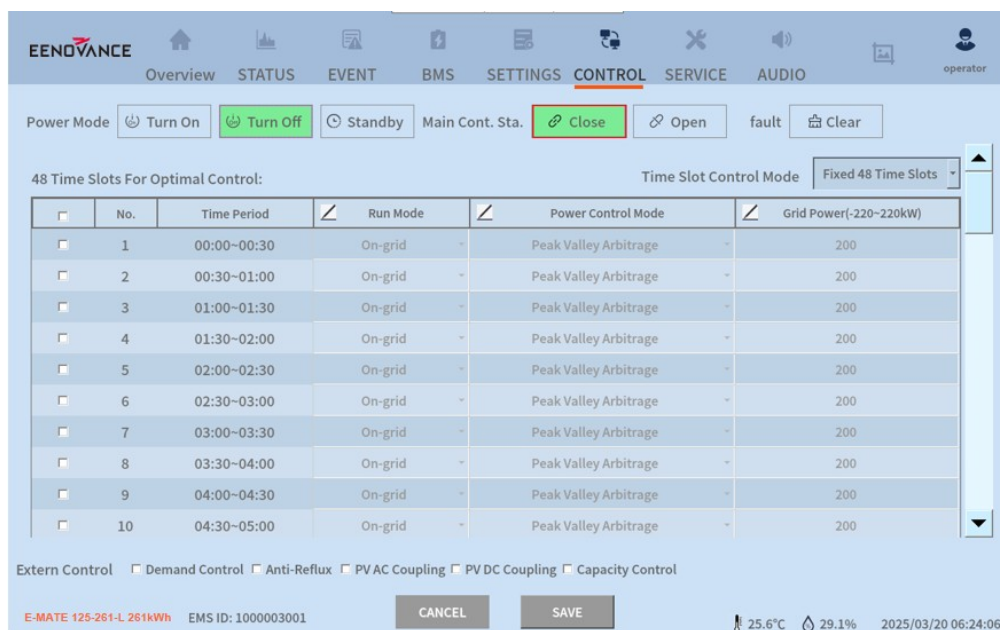 EENOVANCE
Overview STATUS EVENT BMS SETTINGS CONTROL SERVICE AUDIO operator
Power Mode Turn On Turn Off Standby Main Cont. Sta. Close Open fault Clear
48 Time Slots For Optimal Control: Time Slot Control Mode Fixed 48 Time Slots
No. Time Period Run Mode Power Control Mode Grid Power(-220~220kW)
1 00:00~00:30 On-grid Peak Valley Arbitrage 200
2 00:30~01:00 On-grid Peak Valley Arbitrage 200
3 01:00~01:30 On-grid Peak Valley Arbitrage 200
4 01:30~02:00 On-grid Peak Valley Arbitrage 200
5 02:00~02:30 On-grid Peak Valley Arbitrage 200
6 02:30~03:00 On-grid Peak Valley Arbitrage 200
7 03:00~03:30 On-grid Peak Valley Arbitrage 200
8 03:30~04:00 On-grid Peak Valley Arbitrage 200
9 04:00~04:30 On-grid Peak Valley Arbitrage 200
10 04:30~05:00 On-grid Peak Valley Arbitrage 200
Extern Control Demand Control Anti-Reflux PV AC Coupling PV DC Coupling Capacity Control
E-MATE 125-261-L 261kWh EMS ID: 1000003001 CANCEL SAVE 25.6°C 29.1% 2025/03/20 06:24:06